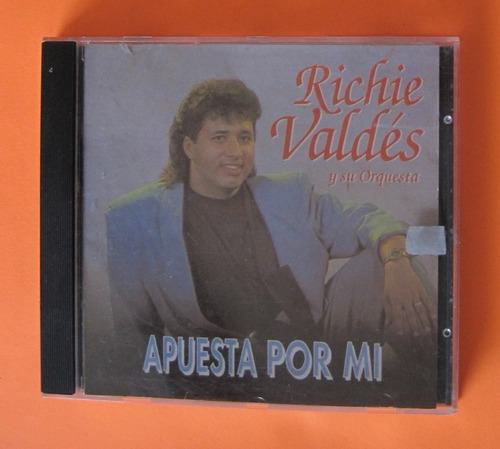 Richie
Valdés
y su Orquesta
APUESTA POR MI